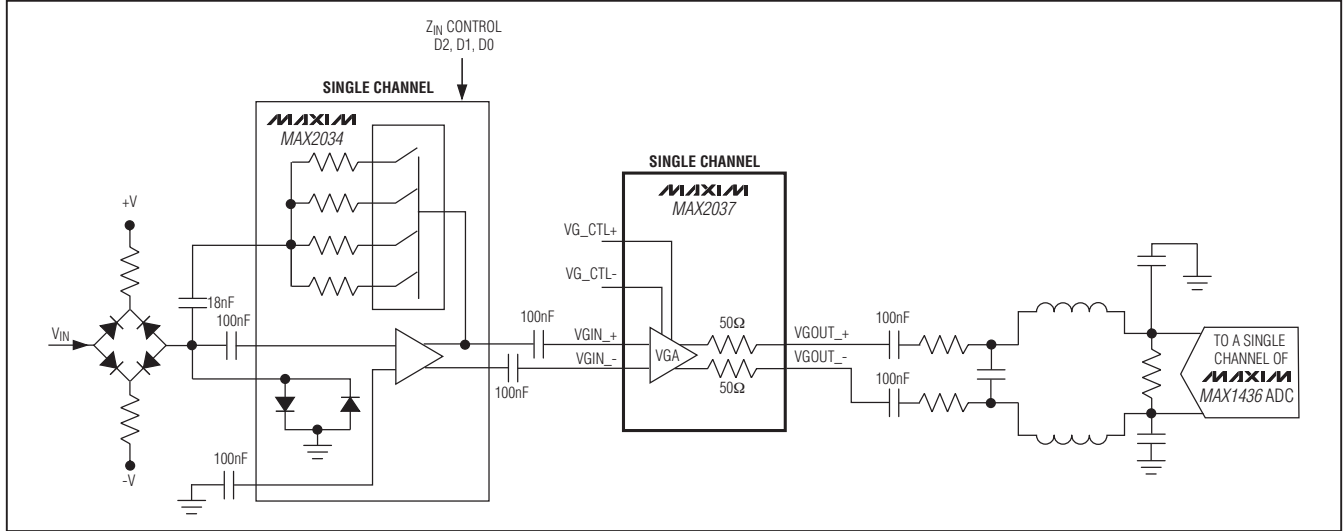 Z_IN CONTROL
D2, D1, D0
SINGLE CHANNEL
MAXIM
MAX2034
+V
18nF
100nF
V_IN
-V
100nF
100nF
100nF
SINGLE CHANNEL
MAXIM
MAX2037
VG_CTL+
VG_CTL-
VGIN_+
VGIN_-
VGA
50Ω
50Ω
VGOUT_+
VGOUT_-
100nF
100nF
TO A SINGLE
CHANNEL OF
MAXIM
MAX1436 ADC